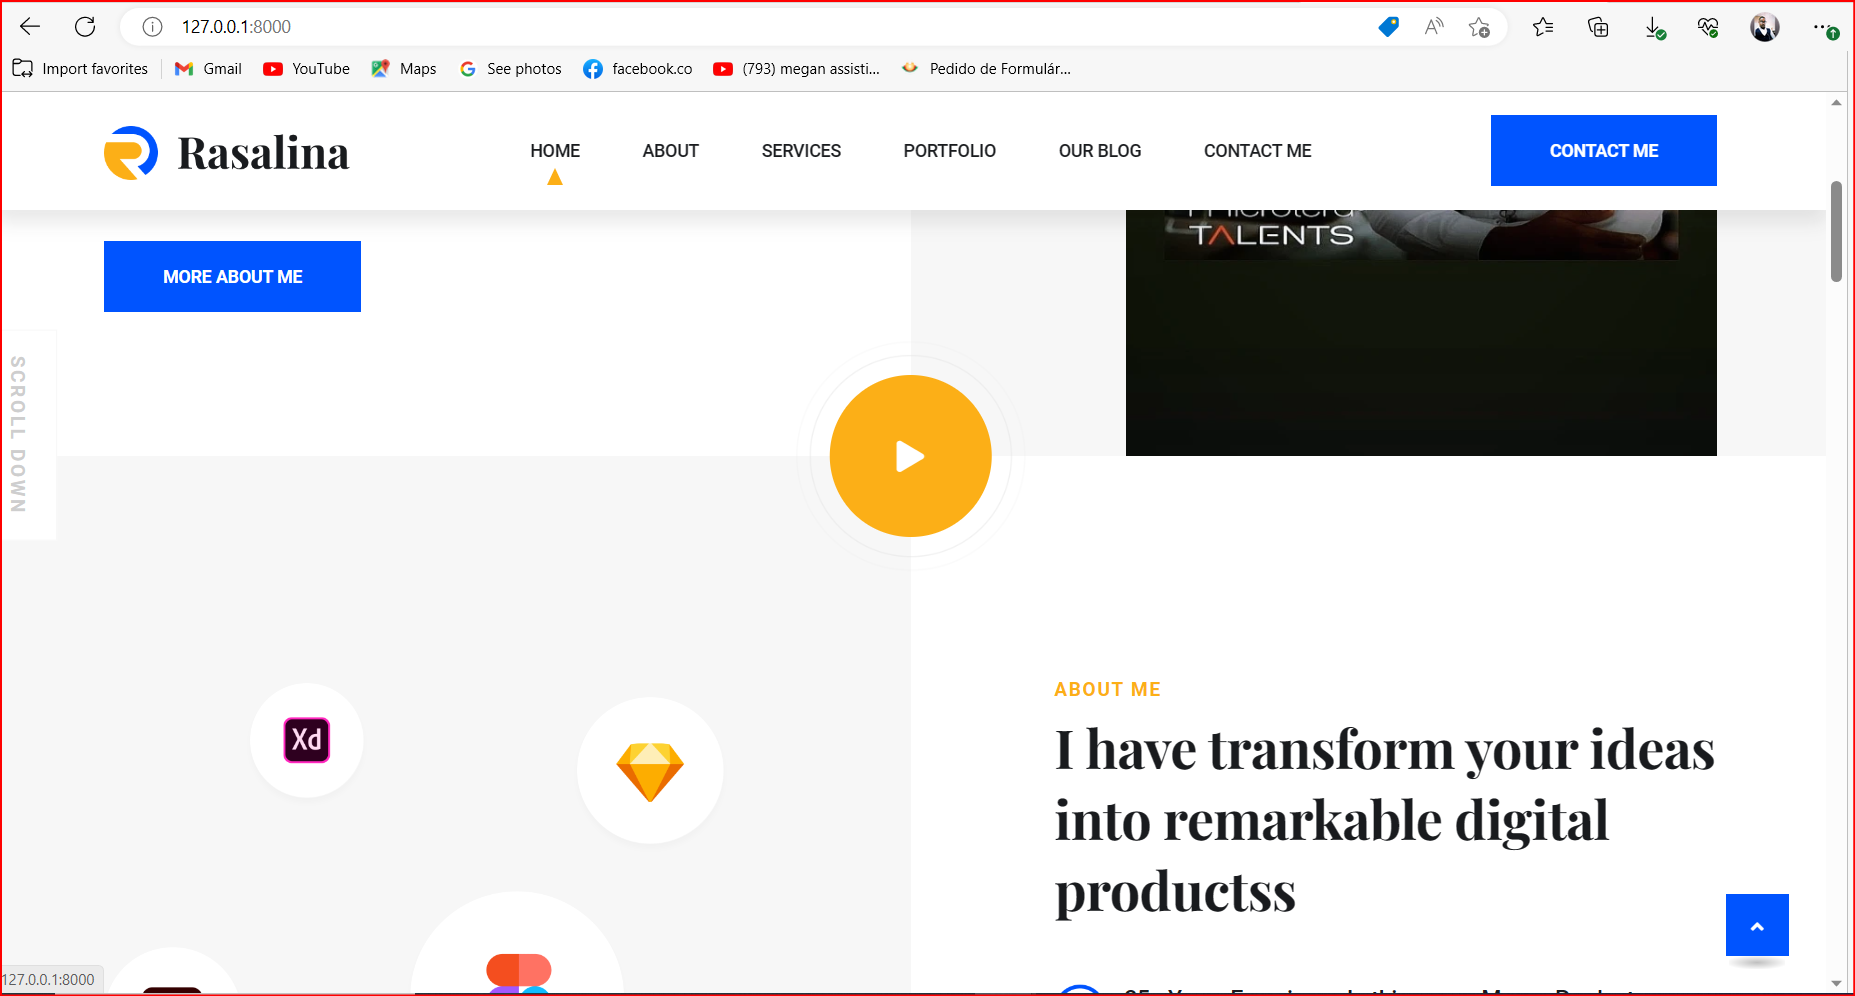 127.0.0.1:8000
Import favorites
Gmail
YouTube
Maps
See photos
facebook.co
(793) megan assisti...
Pedido de Formulár...
Rasalina
HOME
ABOUT
SERVICES
PORTFOLIO
OUR BLOG
CONTACT ME
CONTACT ME
TALENTS
MORE ABOUT ME
SCROLL DOWN
Xd
ABOUT ME
I have transform your ideas
into remarkable digital
productss
127.0.0.1:8000